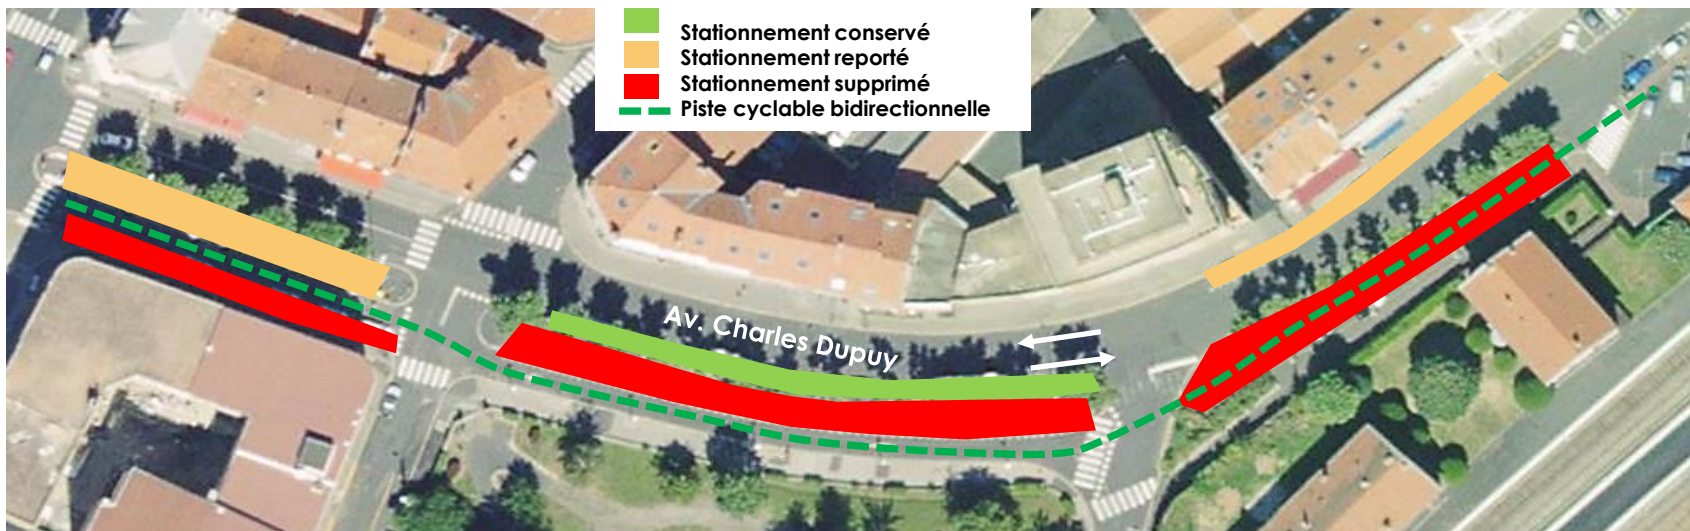 Stationnement conservé
Stationnement reporté
Stationnement supprimé
Piste cyclable bidirectionnelle
Av. Charles Dupuy